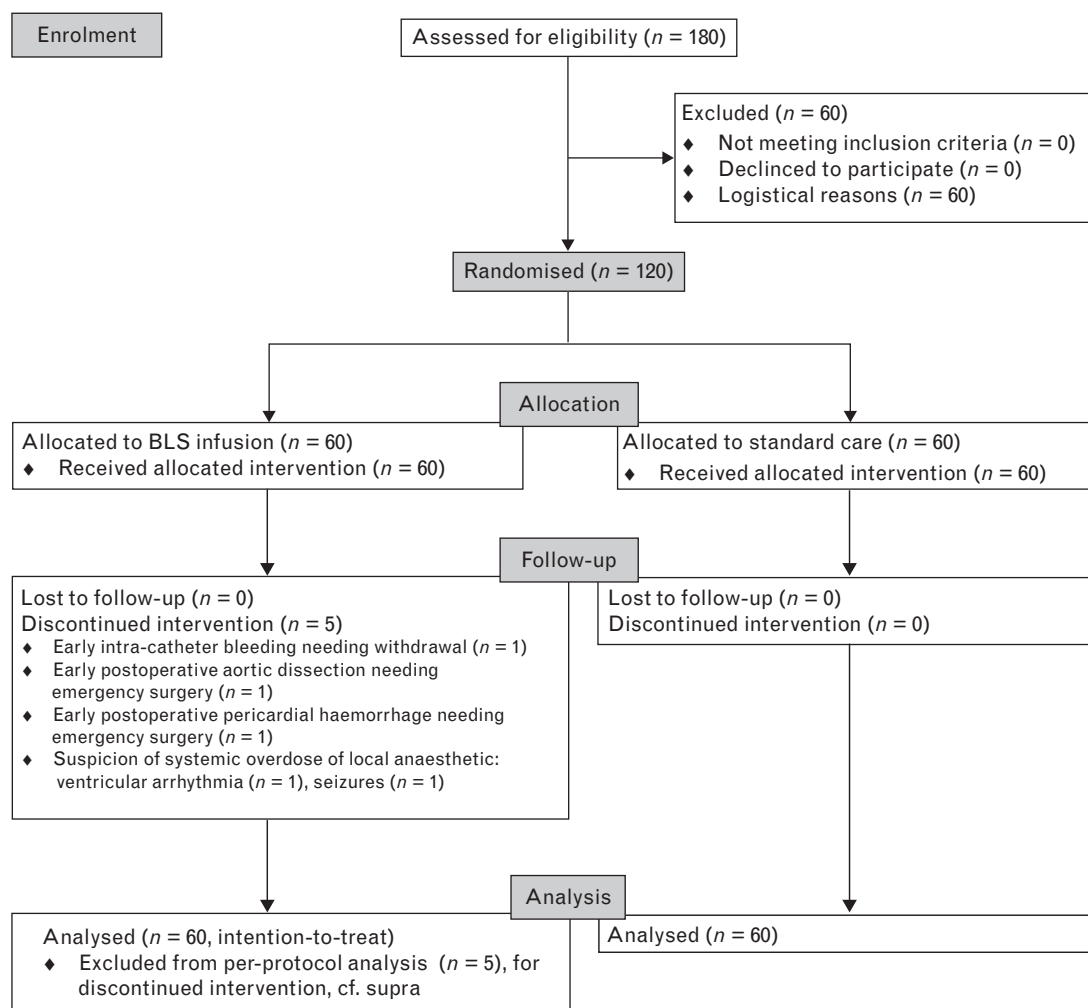 Enrolment
Assessed for eligibility (n = 180)
Excluded (n = 60)
♦ Not meeting inclusion criteria (n = 0)
♦ Declinced to participate (n = 0)
♦ Logistical reasons (n = 60)
Randomised (n = 120)
Allocation
Allocated to BLS infusion (n = 60)
♦ Received allocated intervention (n = 60)
Allocated to standard care (n = 60)
♦ Received allocated intervention (n = 60)
Follow-up
Lost to follow-up (n = 0)
Discontinued intervention (n = 5)
♦ Early intra-catheter bleeding needing withdrawal (n = 1)
♦ Early postoperative aortic dissection needing
emergency surgery (n = 1)
♦ Early postoperative pericardial haemorrhage needing
emergency surgery (n = 1)
♦ Suspicion of systemic overdose of local anaesthetic:
ventricular arrhythmia (n = 1), seizures (n = 1)
Lost to follow-up (n = 0)
Discontinued intervention (n = 0)
Analysis
Analysed (n = 60, intention-to-treat)
♦ Excluded from per-protocol analysis (n = 5), for
discontinued intervention, cf. supra
Analysed (n = 60)